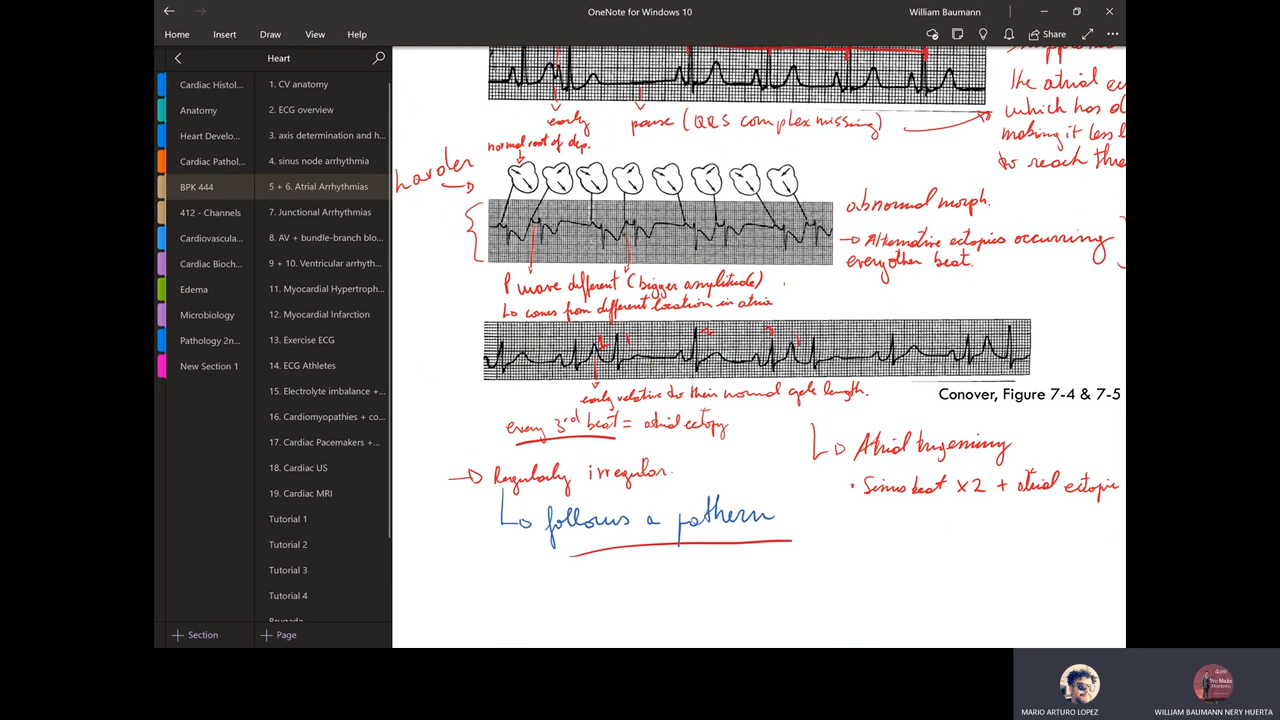 OneNote for Windows 10
William Baumann
Home Insert Draw View Help
Share
Heart
Cardiac Histol...
Anatomy
Heart Develo...
Cardiac Pathol...
BPK 444
412 - Channels
Cardiovascula...
Cardiac Bioch...
Edema
Microbiology
Pathology 2n...
New Section 1
1. CV anatomy
2. ECG overview
3. axis determination and h...
4. sinus node arrhythmia
5 + 6. Atrial Arrhythmias
7. Junctional Arrhythmias
8. AV + bundle-branch blo...
9 + 10. Ventricular arryth...
11. Myocardial Hypertroph...
12. Myocardial Infarction
13. Exercise ECG
14. ECG Athletes
15. Electrolyte imbalance +...
16. Cardiomyopathies + co...
17. Cardiac Pacemakers +...
18. Cardiac US
19. Cardiac MRI
Tutorial 1
Tutorial 2
Tutorial 3
Tutorial 4
Section
Page
the atrial ec
which has d
making it less l
to reach thre
early
pause (QRS complex missing)
normal root of dep.
harder
abnormal morph.
Alternative ectopics occurring
every other beat.
P wave different (bigger amplitude)
comes from different location in atria
early relative to their normal cycle length.
Conover, Figure 7-4 & 7-5
every 3rd beat = atrial ectopy
Atrial trigeminy
Sinus beat x2 + atrial ectopic
Regularly irregular.
follows a pattern
MARIO ARTURO LOPEZ
WILLIAM BAUMANN NERY HUERTA